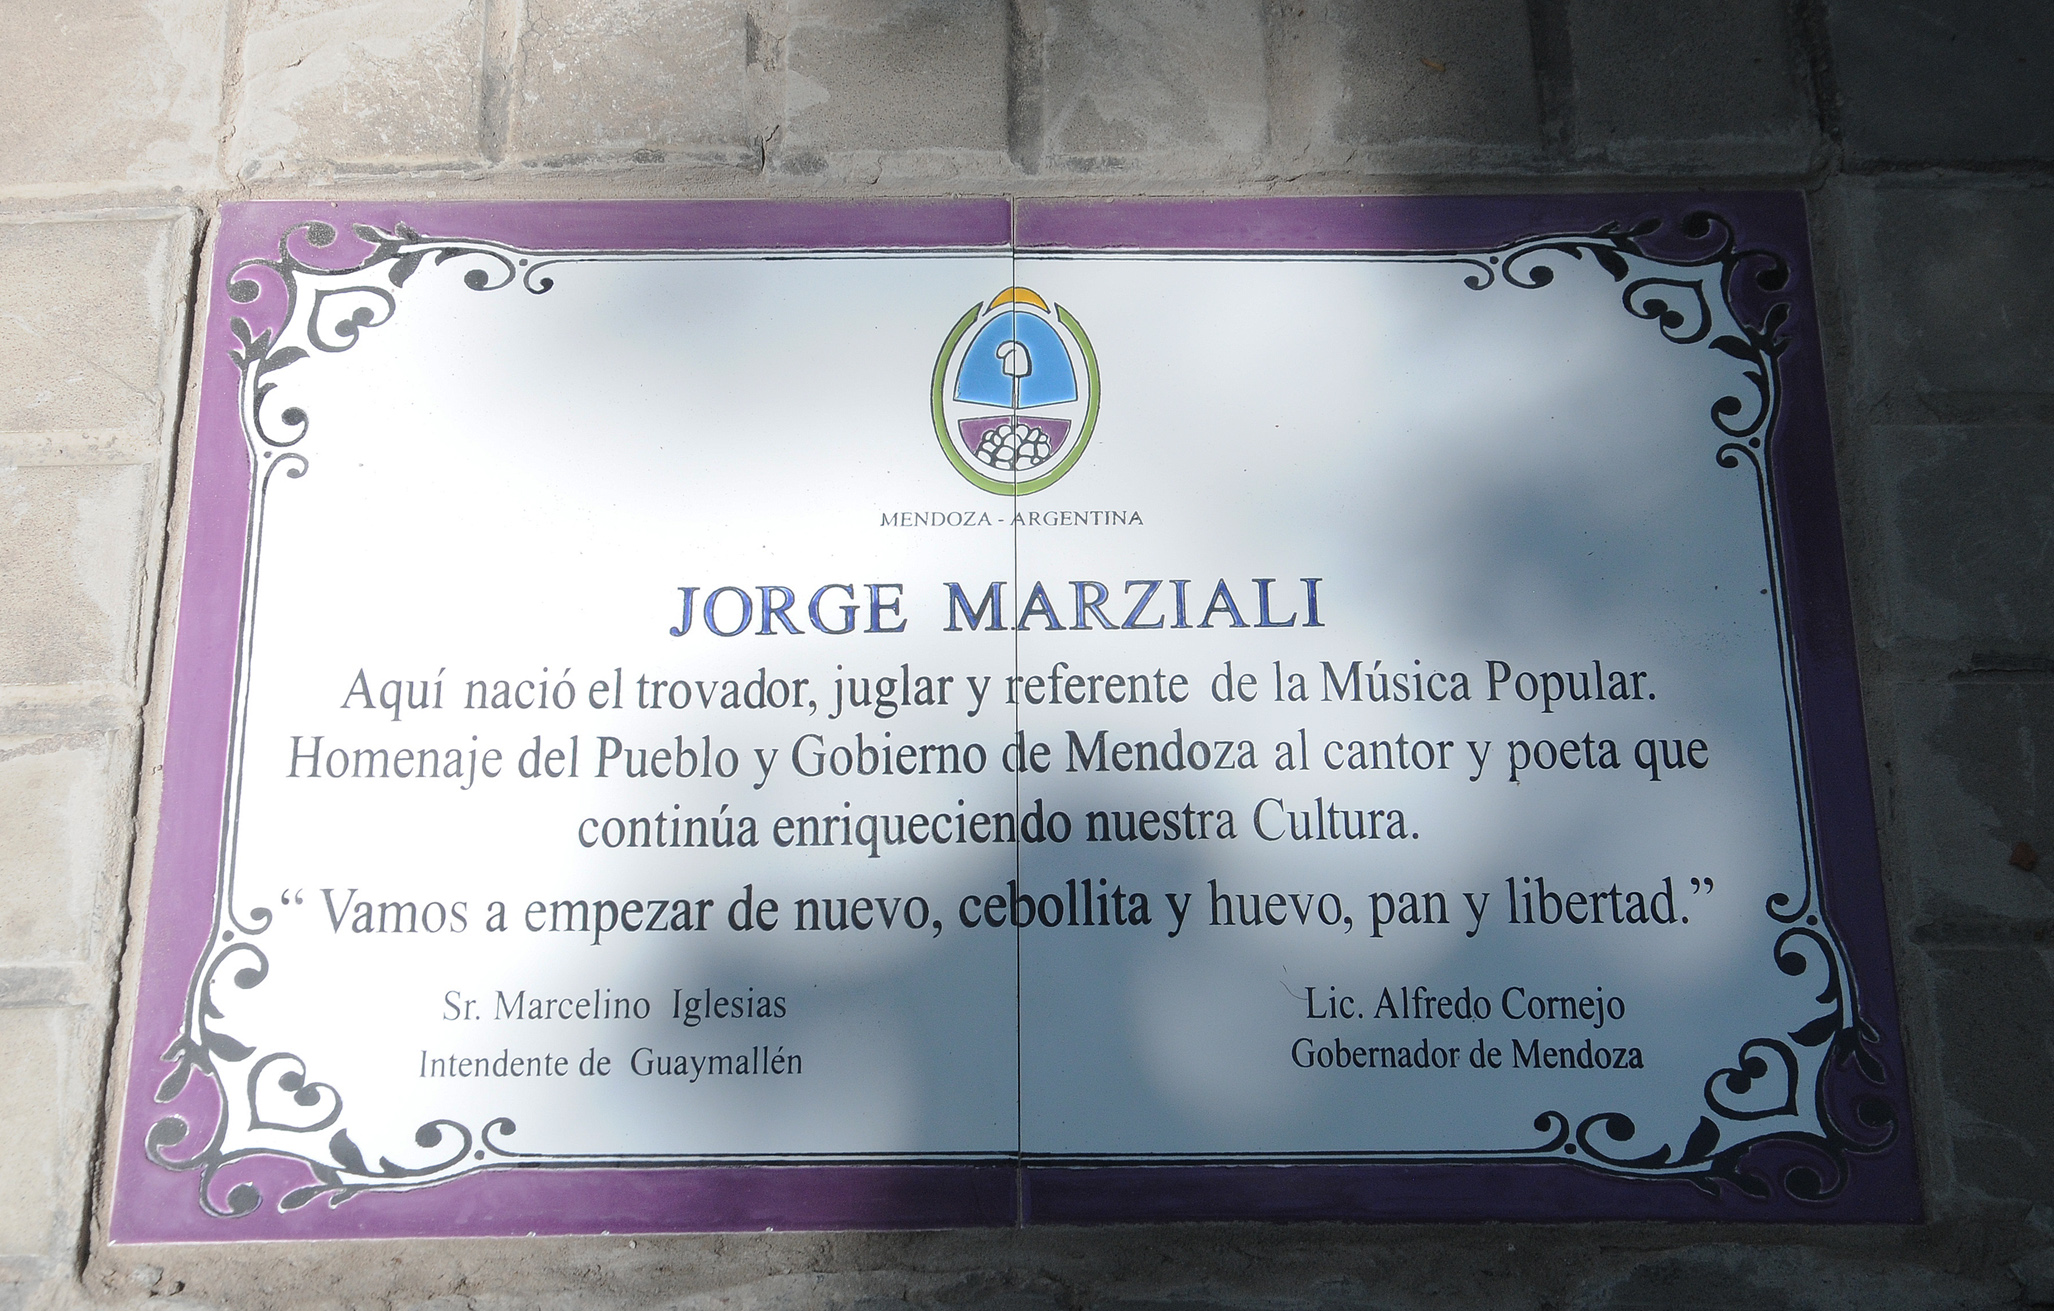 MENDOZA - ARGENTINA
JORGE MARZIALI
Aquí nació el trovador, juglar y referente de la Música Popular.
Homenaje del Pueblo y Gobierno de Mendoza al cantor y poeta que
continúa enriqueciendo nuestra Cultura.
“ Vamos a empezar de nuevo, cebollita y huevo, pan y libertad.”
Sr. Marcelino Iglesias
Intendente de Guaymallén
Lic. Alfredo Cornejo
Gobernador de Mendoza